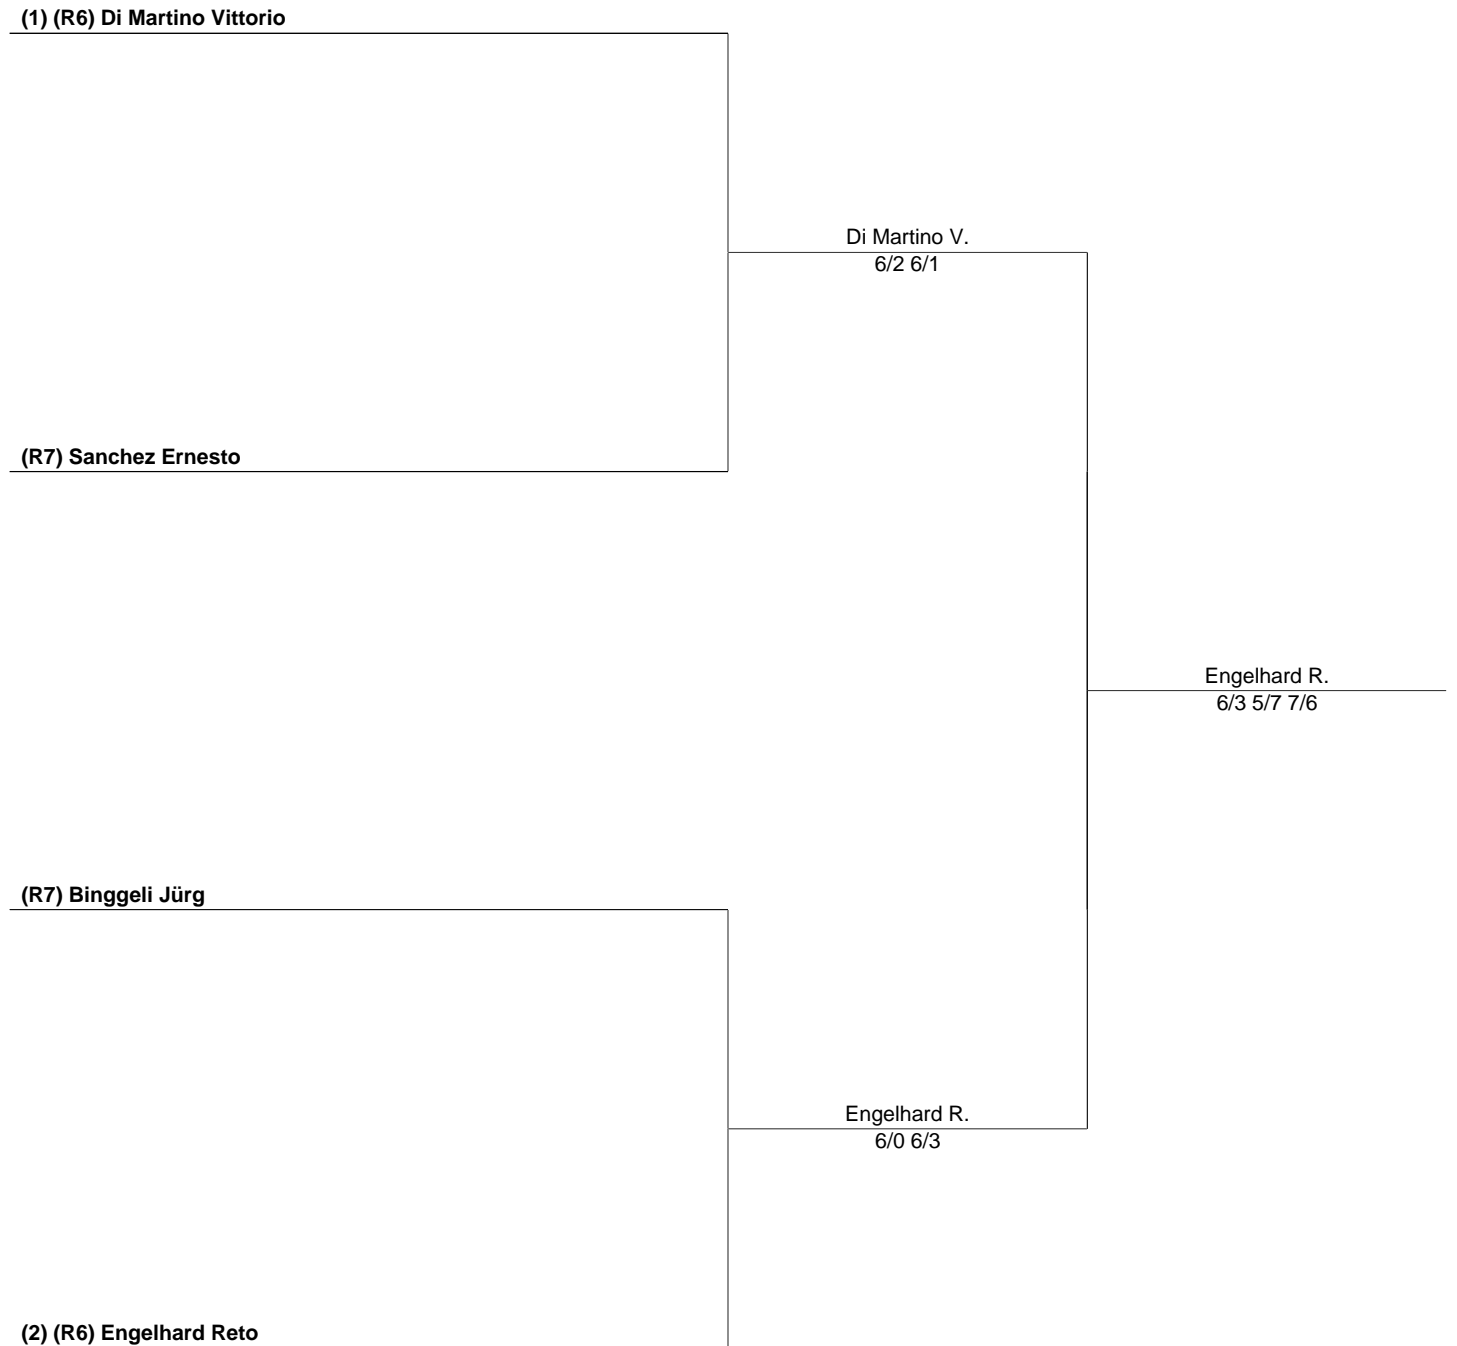 (1) (R6) Di Martino Vittorio
Di Martino V.
6/2 6/1
(R7) Sanchez Ernesto
Engelhard R.
6/3 5/7 7/6
(R7) Binggeli Jürg
Engelhard R.
6/0 6/3
(2) (R6) Engelhard Reto